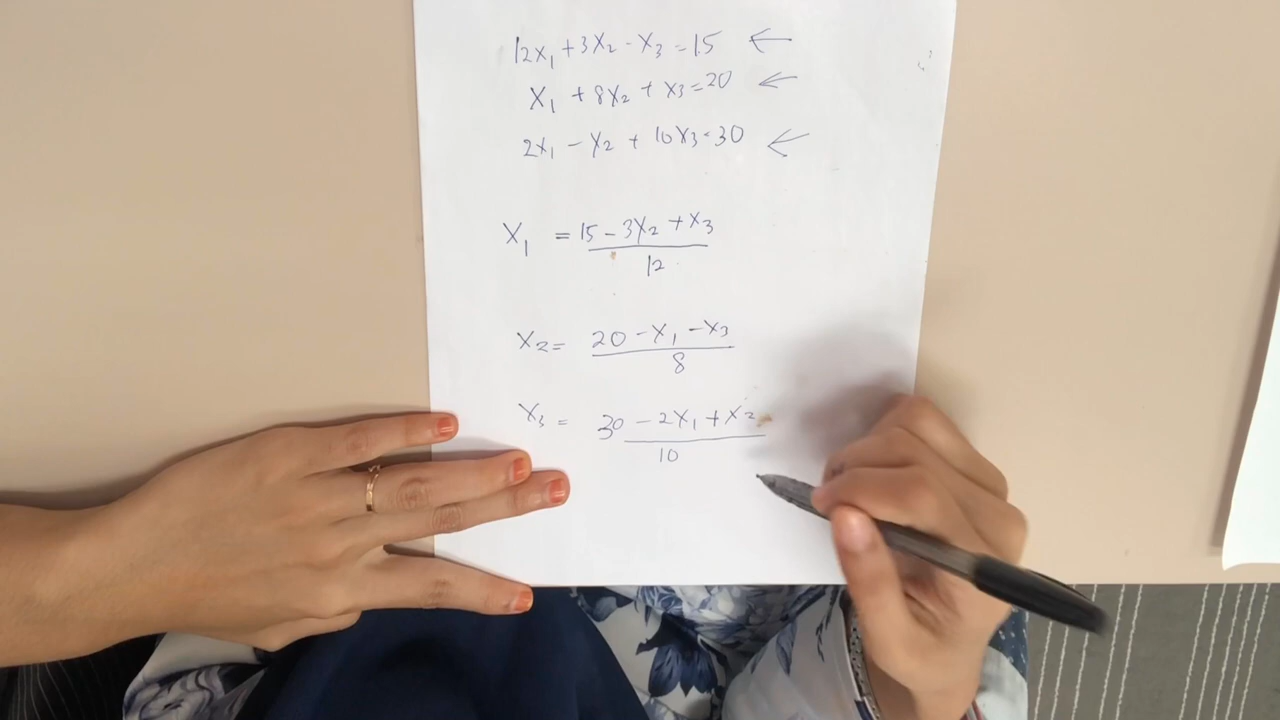 12x₁ + 3x₂ - x₃ = 15 ←
x₁ + 8x₂ + x₃ = 20 ←
2x₁ - x₂ + 10x₃ = 30 ←
x₁ = 15 - 3x₂ + x₃
12
x₂ = 20 - x₁ - x₃
8
x₃ = 30 - 2x₁ + x₂
10